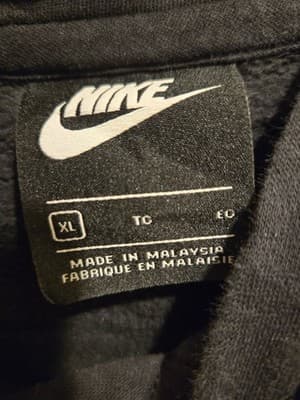 NIKE
XL TG EG
MADE IN MALAYSIA
FABRIQUE EN MALAISIE